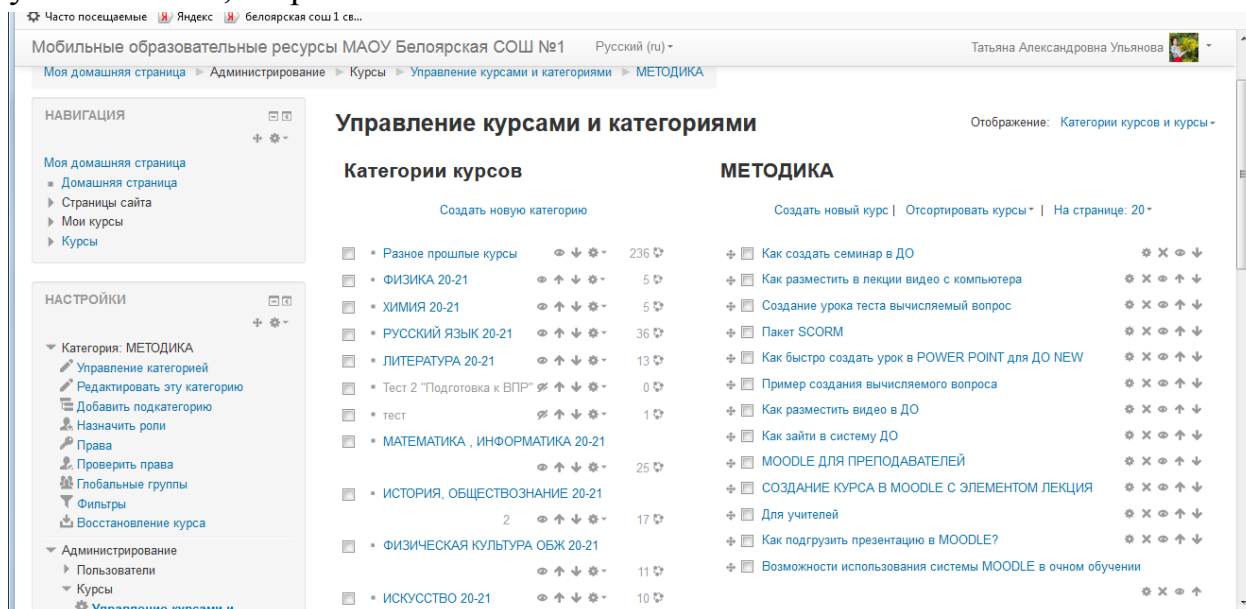 Часто посещаемые Яндекс белоярская сош 1 св...
Мобильные образовательные ресурсы МАОУ Белоярская СОШ №1 Русский (ru) Татьяна Александровна Ульянова
Моя домашняя страница Администрирование Курсы Управление курсами и категориями МЕТОДИКА
НАВИГАЦИЯ
Моя домашняя страница
Домашняя страница
Страницы сайта
Мои курсы
Курсы
НАСТРОЙКИ
Категория: МЕТОДИКА
Управление категорией
Редактировать эту категорию
Добавить подкатегорию
Назначить роли
Права
Проверить права
Глобальные группы
Фильтры
Восстановление курса
Администрирование
Пользователи
Курсы
Управление курсами и
Управление курсами и категориями
Отображение: Категории курсов и курсы
Категории курсов
Создать новую категорию
Разное прошлые курсы 236
ФИЗИКА 20-21 5
ХИМИЯ 20-21 5
РУССКИЙ ЯЗЫК 20-21 36
ЛИТЕРАТУРА 20-21 13
Тест 2 "Подготовка к ВПР" 0
тест 1
МАТЕМАТИКА , ИНФОРМАТИКА 20-21
25
ИСТОРИЯ, ОБЩЕСТВОЗНАНИЕ 20-21
2 17
ФИЗИЧЕСКАЯ КУЛЬТУРА ОБЖ 20-21
11
ИСКУССТВО 20-21 10
МЕТОДИКА
Создать новый курс | Отсортировать курсы | На странице: 20
Как создать семинар в ДО
Как разместить в лекции видео с компьютера
Создание урока теста вычисляемый вопрос
Пакет SCORM
Как быстро создать урок в POWER POINT для ДО NEW
Пример создания вычисляемого вопроса
Как разместить видео в ДО
Как зайти в систему ДО
MOODLE ДЛЯ ПРЕПОДАВАТЕЛЕЙ
СОЗДАНИЕ КУРСА В MOODLE С ЭЛЕМЕНТОМ ЛЕКЦИЯ
Для учителей
Как подгрузить презентацию в MOODLE?
Возможности использования системы MOODLE в очном обучении